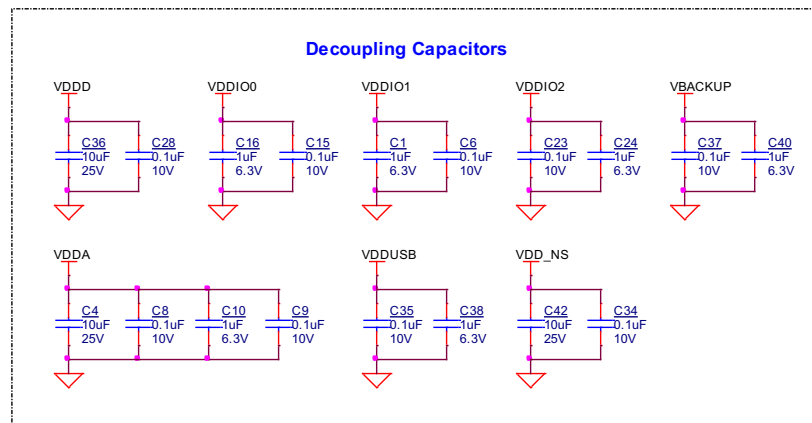 Decoupling Capacitors
VDDD VDDIO0 VDDIO1 VDDIO2 VBACKUP
C36 C28 C16 C15 C1 C6 C23 C24 C37 C40
10uF 0.1uF 1uF 0.1uF 1uF 0.1uF 0.1uF 1uF 0.1uF 1uF
25V 10V 6.3V 10V 6.3V 10V 10V 6.3V 10V 6.3V
VDDA VDDUSB VDD_NS
C4 C8 C10 C9 C35 C38 C42 C34
10uF 0.1uF 1uF 0.1uF 0.1uF 1uF 10uF 0.1uF
25V 10V 6.3V 10V 10V 6.3V 25V 10V